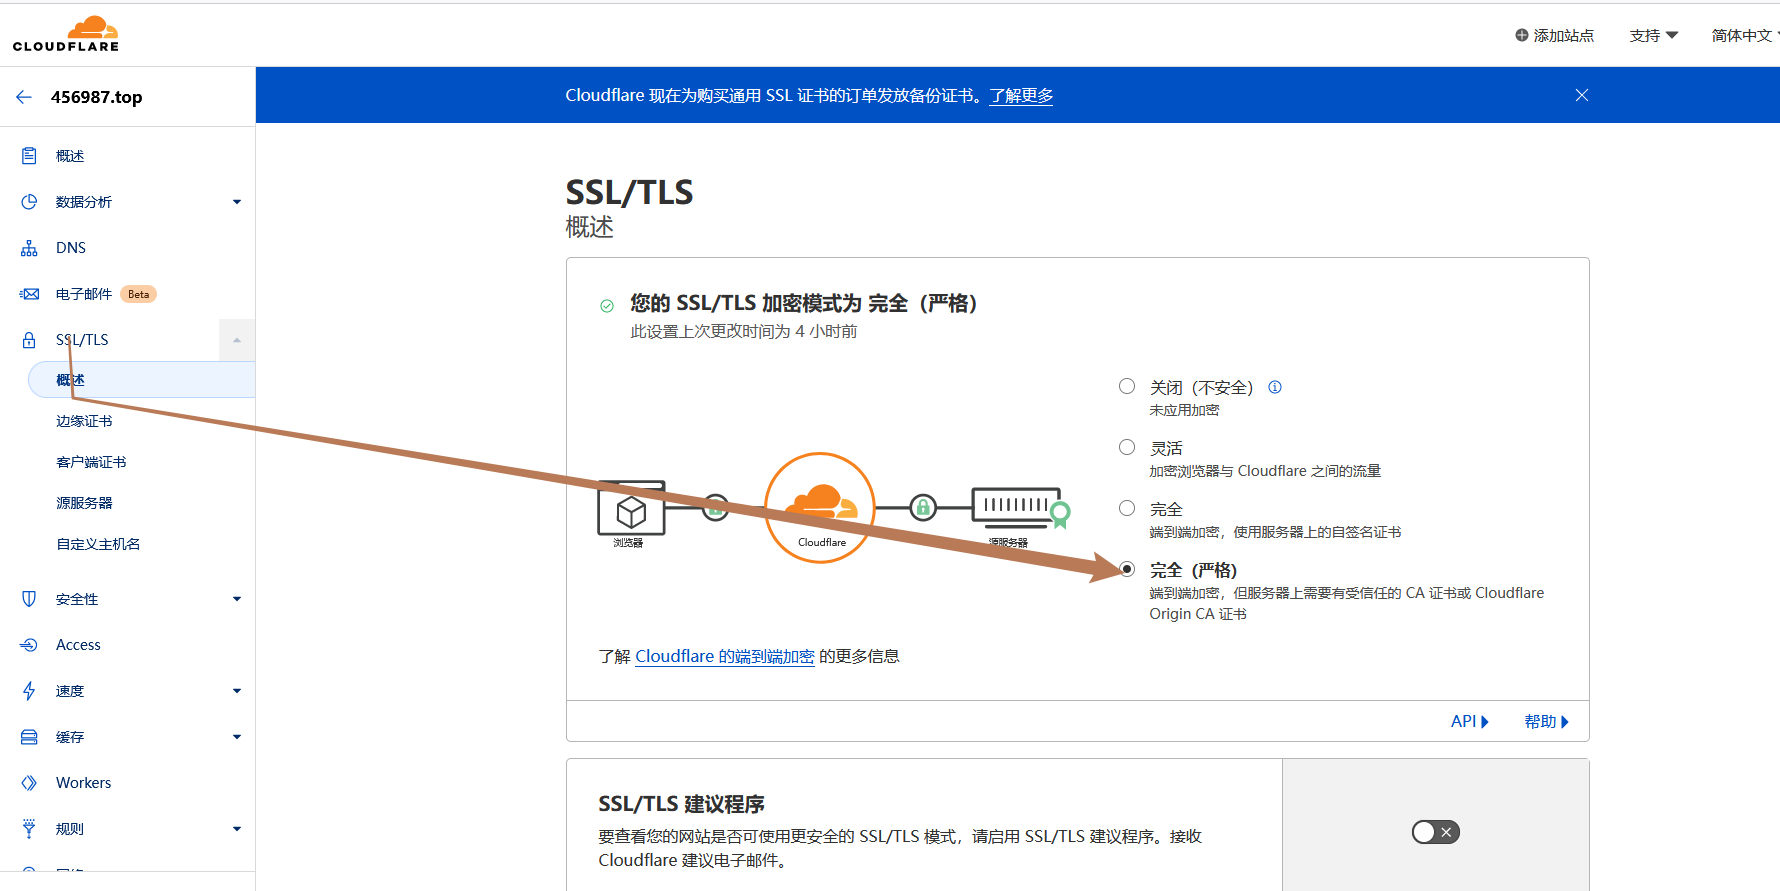 CLOUDFLARE
添加站点
支持
简体中文
456987.top
Cloudflare 现在为购买通用 SSL 证书的订单发放备份证书。了解更多
概述
数据分析
DNS
电子邮件 Beta
SSL/TLS
概述
边缘证书
客户端证书
源服务器
自定义主机名
安全性
Access
速度
缓存
Workers
规则
SSL/TLS
概述
您的 SSL/TLS 加密模式为 完全（严格）
此设置上次更改时间为 4 小时前
浏览器
Cloudflare
源服务器
关闭（不安全）
未应用加密
灵活
加密浏览器与 Cloudflare 之间的流量
完全
端到端加密，使用服务器上的自签名证书
完全（严格）
端到端加密，但服务器上需要有受信任的 CA 证书或 Cloudflare
Origin CA 证书
了解 Cloudflare 的端到端加密 的更多信息
API
帮助
SSL/TLS 建议程序
要查看您的网站是否可使用更安全的 SSL/TLS 模式，请启用 SSL/TLS 建议程序。接收
Cloudflare 建议电子邮件。